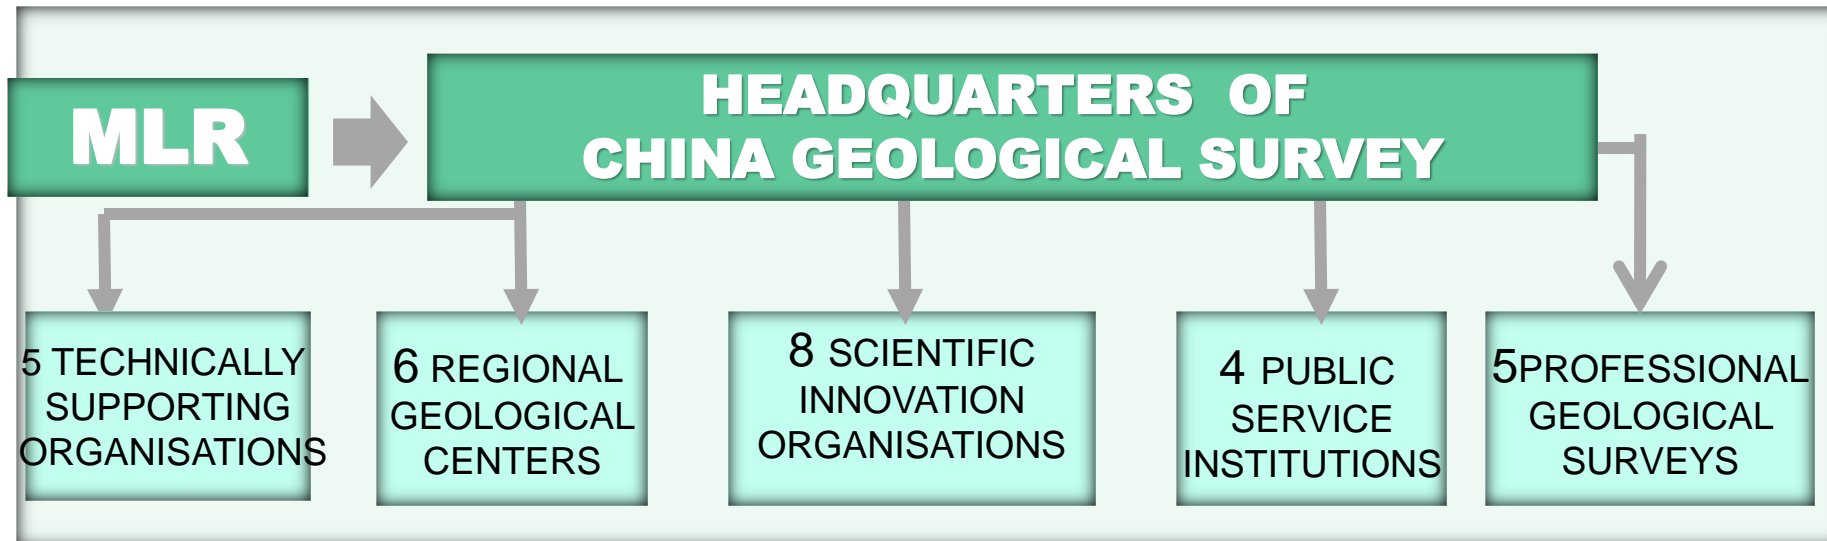 MLR
HEADQUARTERS OF
CHINA GEOLOGICAL SURVEY
5 TECHNICALLY
SUPPORTING
ORGANISATIONS
6 REGIONAL
GEOLOGICAL
CENTERS
8 SCIENTIFIC
INNOVATION
ORGANISATIONS
4 PUBLIC
SERVICE
INSTITUTIONS
5PROFESSIONAL
GEOLOGICAL
SURVEYS